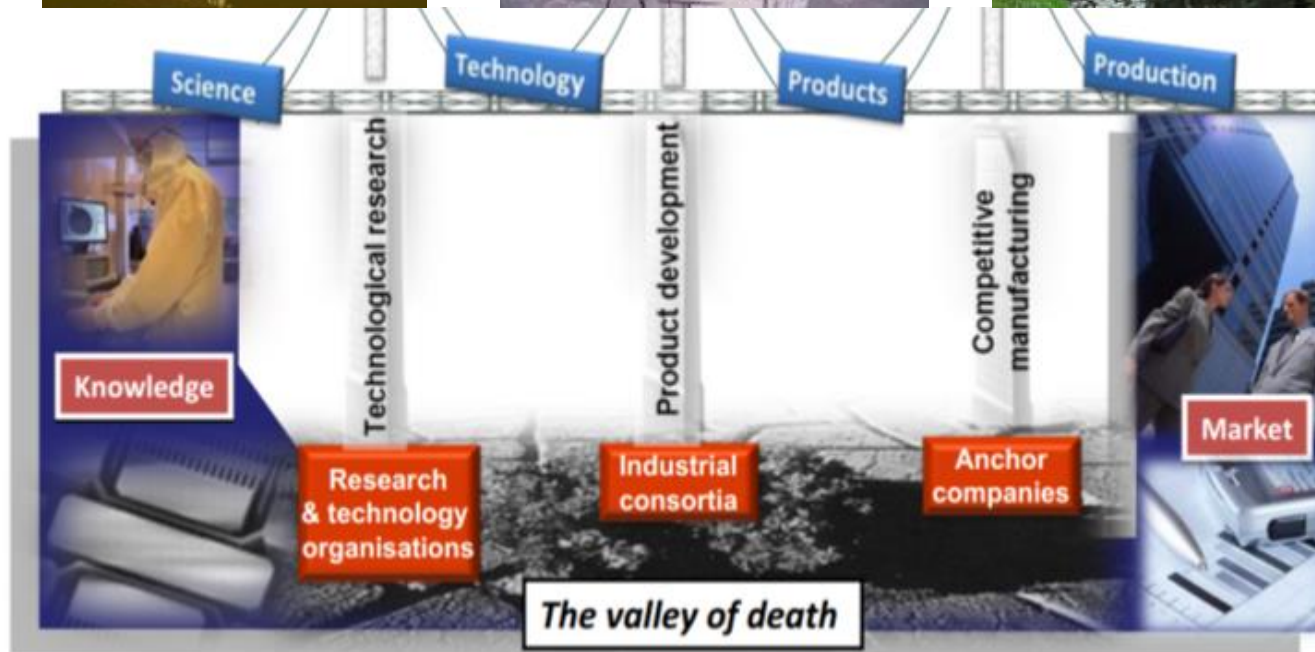 Science
Technology
Products
Production
Technological research
Product development
Competitive
manufacturing
Knowledge
Market
Research
& technology
organisations
Industrial
consortia
Anchor
companies
The valley of death